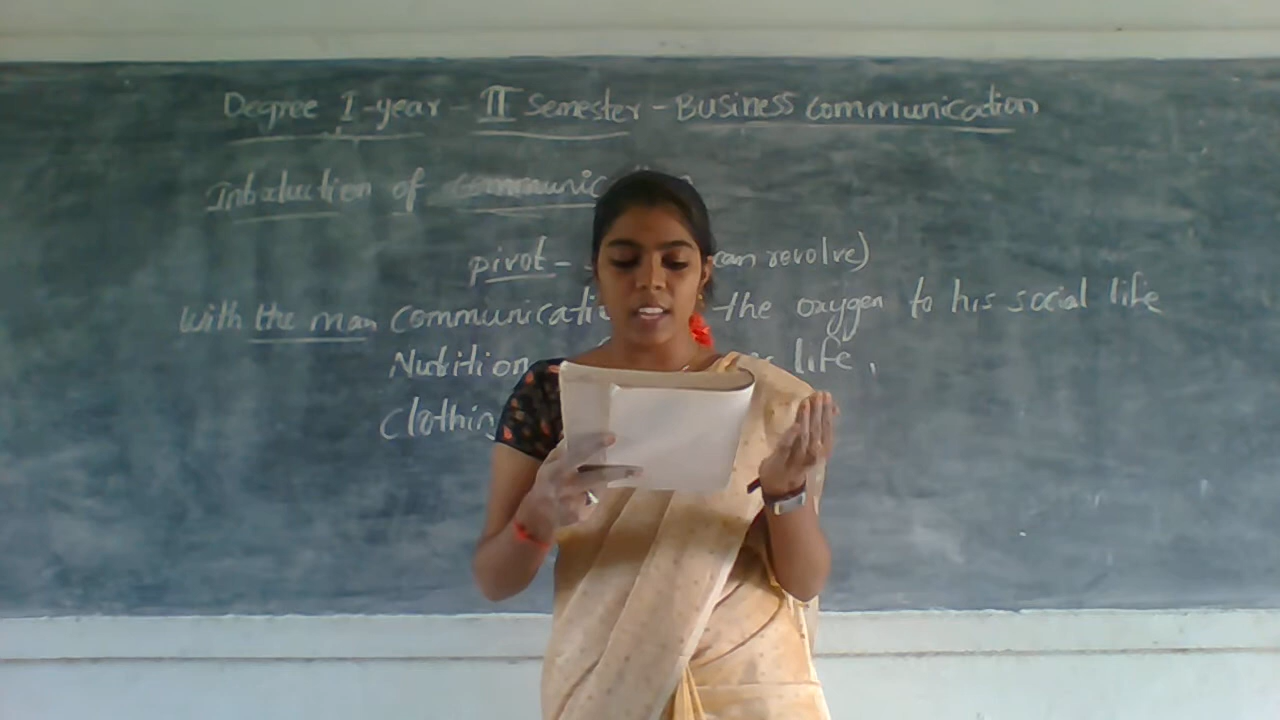 Degree I-year - II Semester - Business communication
Introduction of communic
pivot - can revolve)
with the man communicati the oxygen to his social life
Nutrition life,
Clothin